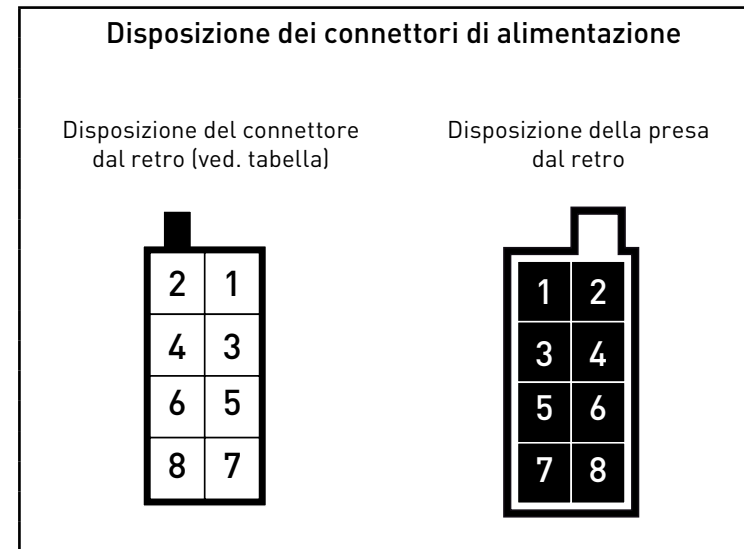 Disposizione dei connettori di alimentazione
Disposizione del connettore
dal retro (ved. tabella)
2 1
4 3
6 5
8 7
Disposizione della presa
dal retro
1 2
3 4
5 6
7 8